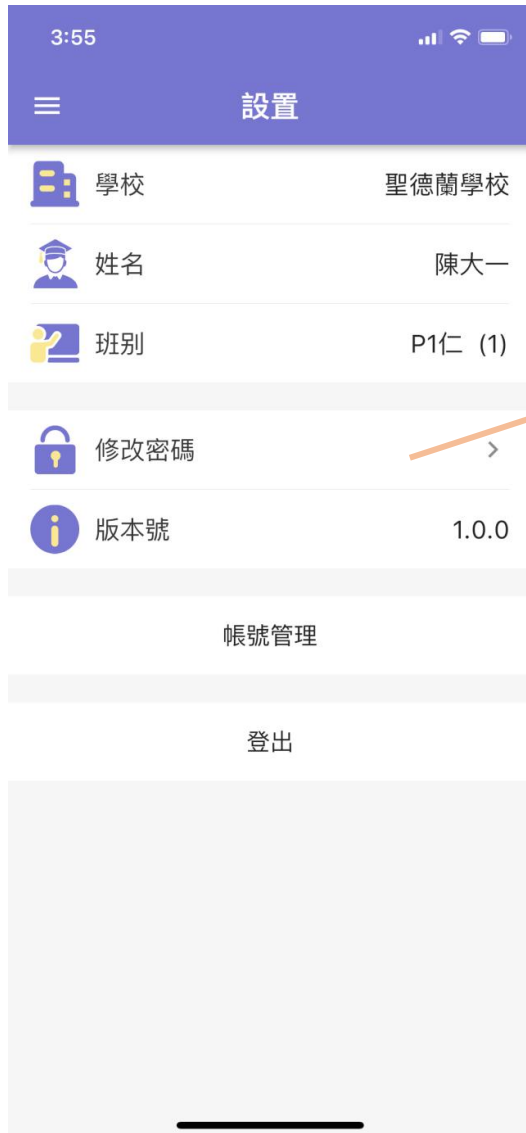 3:55
設置
學校 聖德蘭學校
姓名 陳大一
班別 P1仁 (1)
修改密碼
版本號 1.0.0
帳號管理
登出